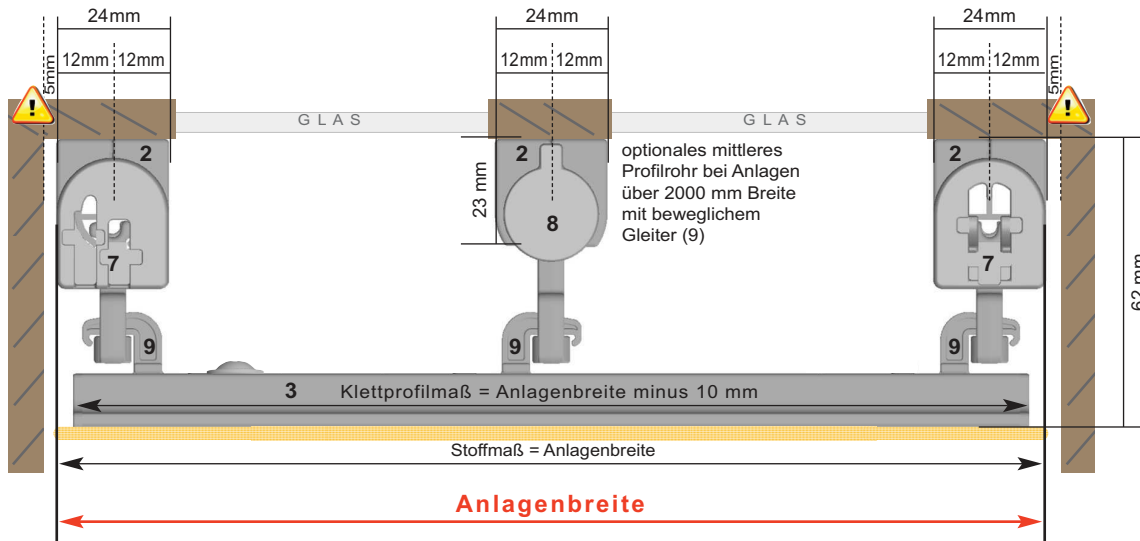 24mm
24mm
24mm
12mm 12mm
12mm 12mm
12mm 12mm
5mm
5mm
!
!
GLAS
GLAS
2
2
2
optionales mittleres
Profilrohr bei Anlagen
über 2000 mm Breite
mit beweglichem
Gleiter (9)
23 mm
8
7
7
62 mm
9
9
9
3 Klettprofilmaß = Anlagenbreite minus 10 mm
Stoffmaß = Anlagenbreite
Anlagenbreite